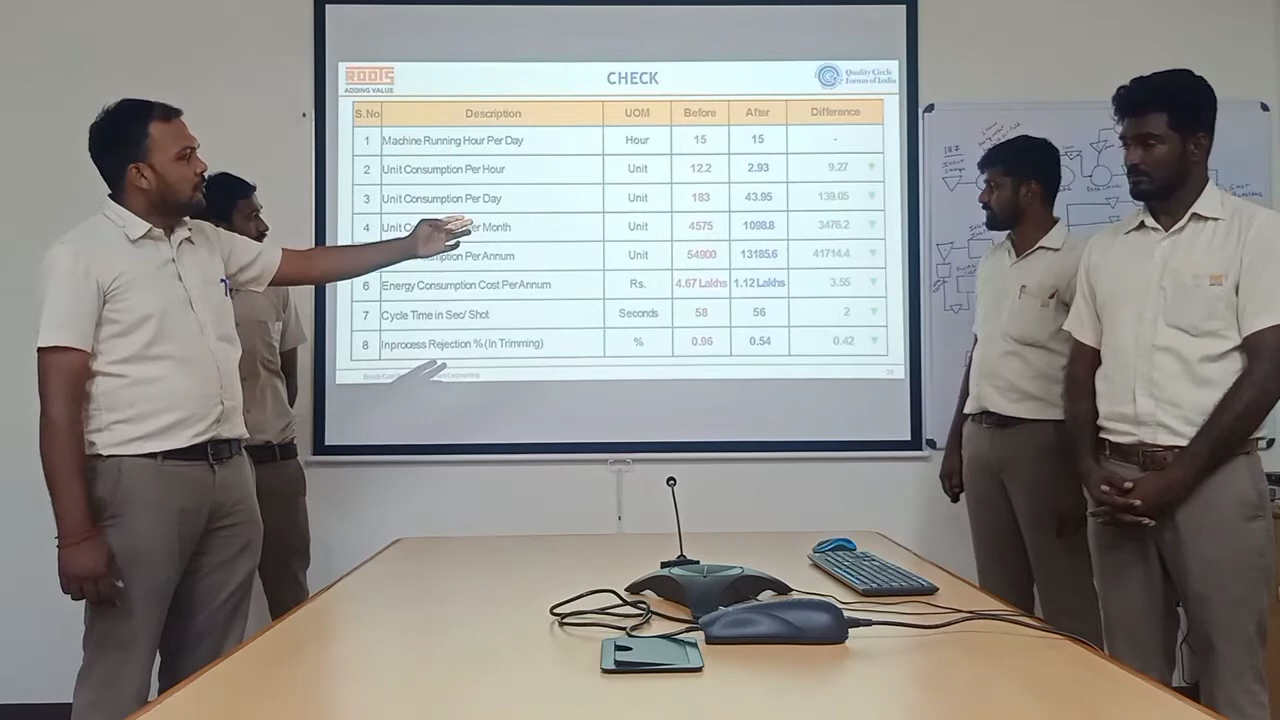 ROOTS
ADDING VALUE
CHECK
Quality Circle
Forum of India
S.No Description UOM Before After Difference
1 Machine Running Hour Per Day Hour 15 15 -
2 Unit Consumption Per Hour Unit 12.2 2.93 9.27
3 Unit Consumption Per Day Unit 183 43.95 139.05
4 Unit er Month Unit 4575 1098.8 3476.2
umption Per Annum Unit 54900 13185.6 41714.4
6 Energy Consumption Cost Per Annum Rs. 4.67 Lakhs 1.12 Lakhs 3.55
7 Cycle Time in Sec/ Shot Seconds 58 56 2
8 Inprocess Rejection % (In Trimming) % 0.96 0.54 0.42
187